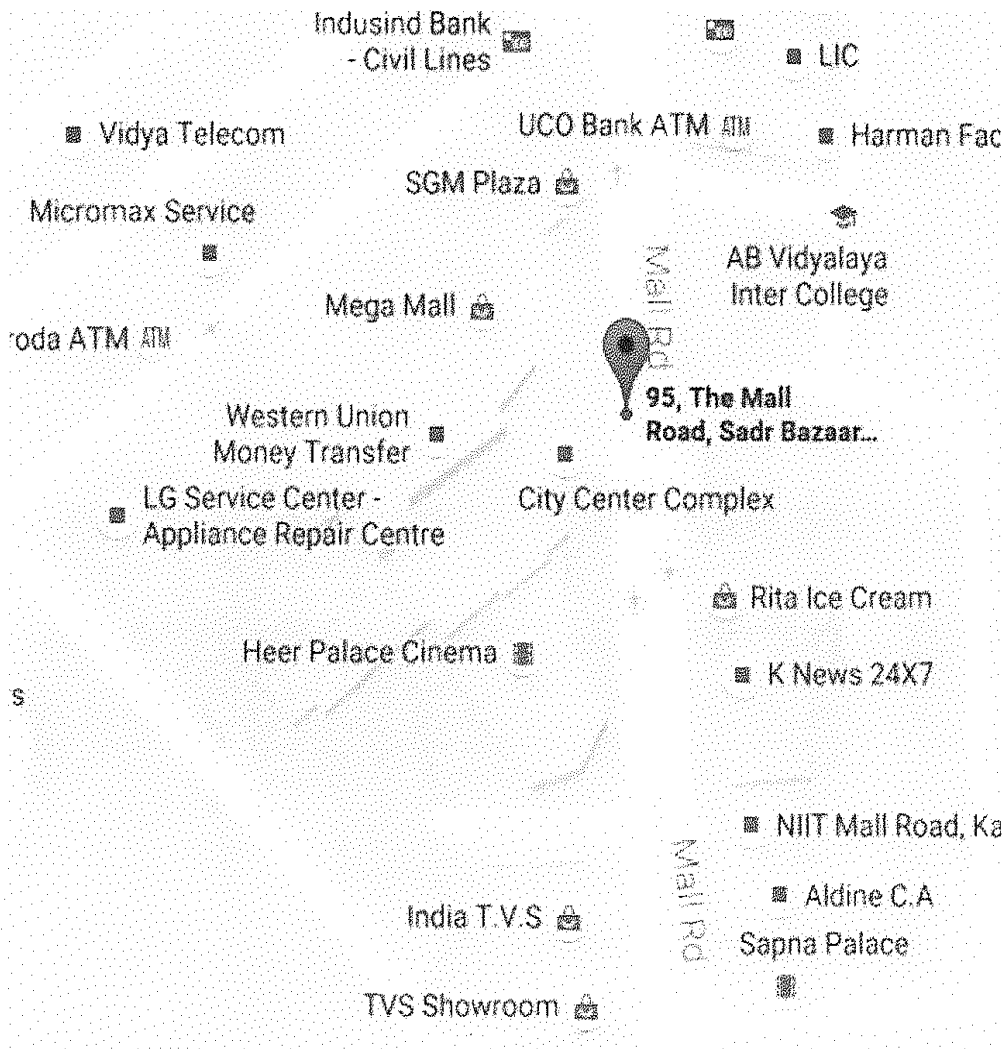 Indusind Bank
- Civil Lines
LIC
Vidya Telecom
UCO Bank ATM ATM
Harman Fac
SGM Plaza
Micromax Service
Mall Rd
AB Vidyalaya
Inter College
Mega Mall
roda ATM ATM
95, The Mall
Road, Sadr Bazaar...
Western Union
Money Transfer
City Center Complex
LG Service Center -
Appliance Repair Centre
Rita Ice Cream
Heer Palace Cinema
K News 24X7
s
NIIT Mall Road, Ka
Mall Rd
Aldine C.A
India T.V.S
Sapna Palace
TVS Showroom